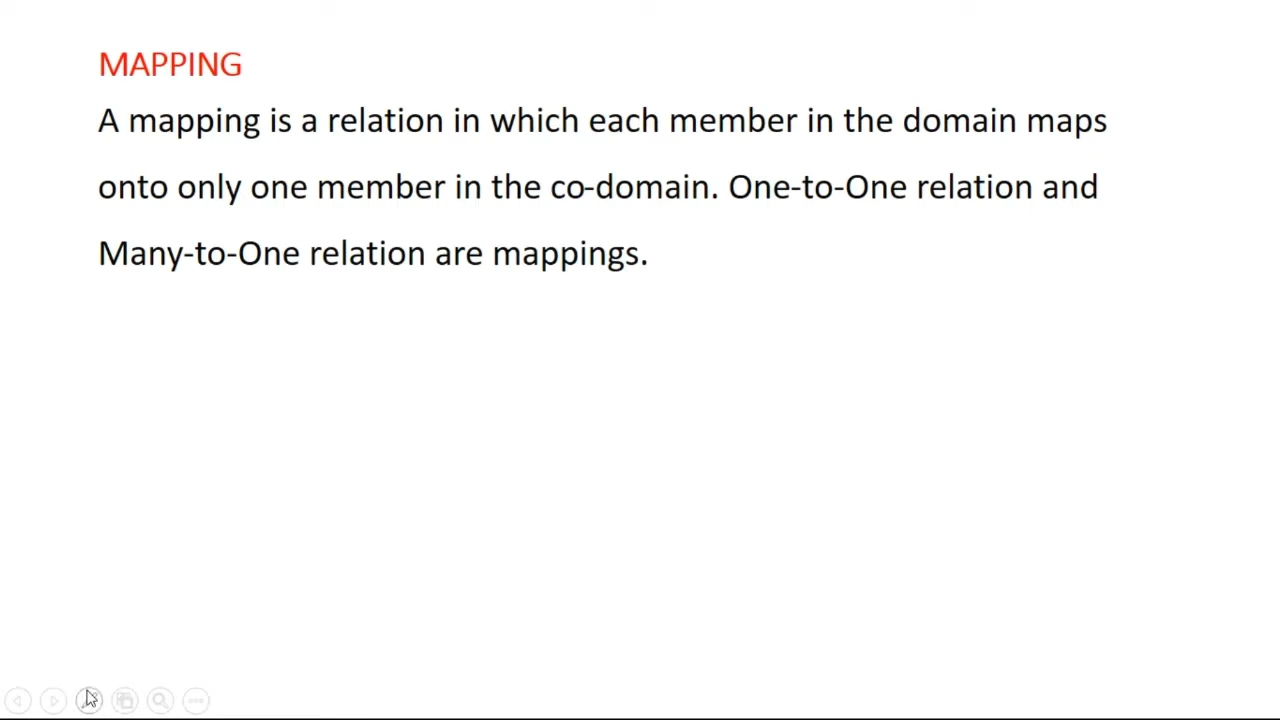 MAPPING
A mapping is a relation in which each member in the domain maps
onto only one member in the co-domain. One-to-One relation and
Many-to-One relation are mappings.